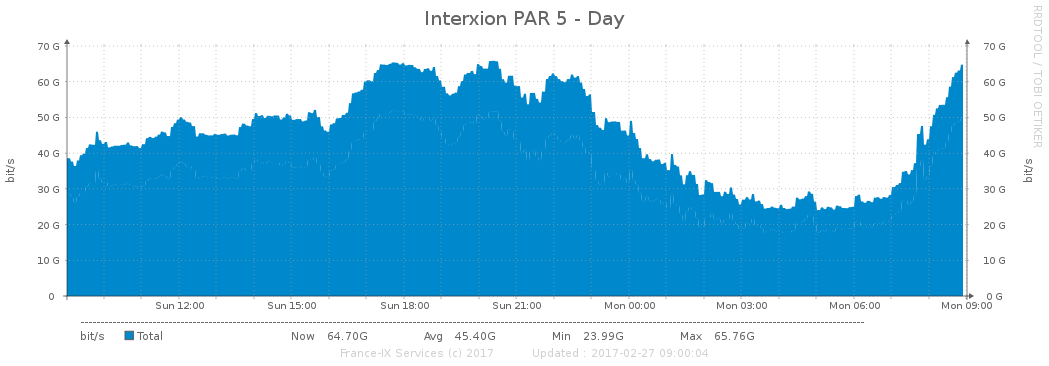 Interxion PAR 5 - Day
RRDTOOL / TOBI OETIKER
bit/s
70 G
60 G
50 G
40 G
30 G
20 G
10 G
0
70 G
60 G
50 G
40 G
30 G
20 G
10 G
0 G
bit/s
Sun 12:00 Sun 15:00 Sun 18:00 Sun 21:00 Mon 00:00 Mon 03:00 Mon 06:00 Mon 09:00
bit/s Total Now 64.70G Avg 45.40G Min 23.99G Max 65.76G
France-IX Services (c) 2017 Updated : 2017-02-27 09:00:04